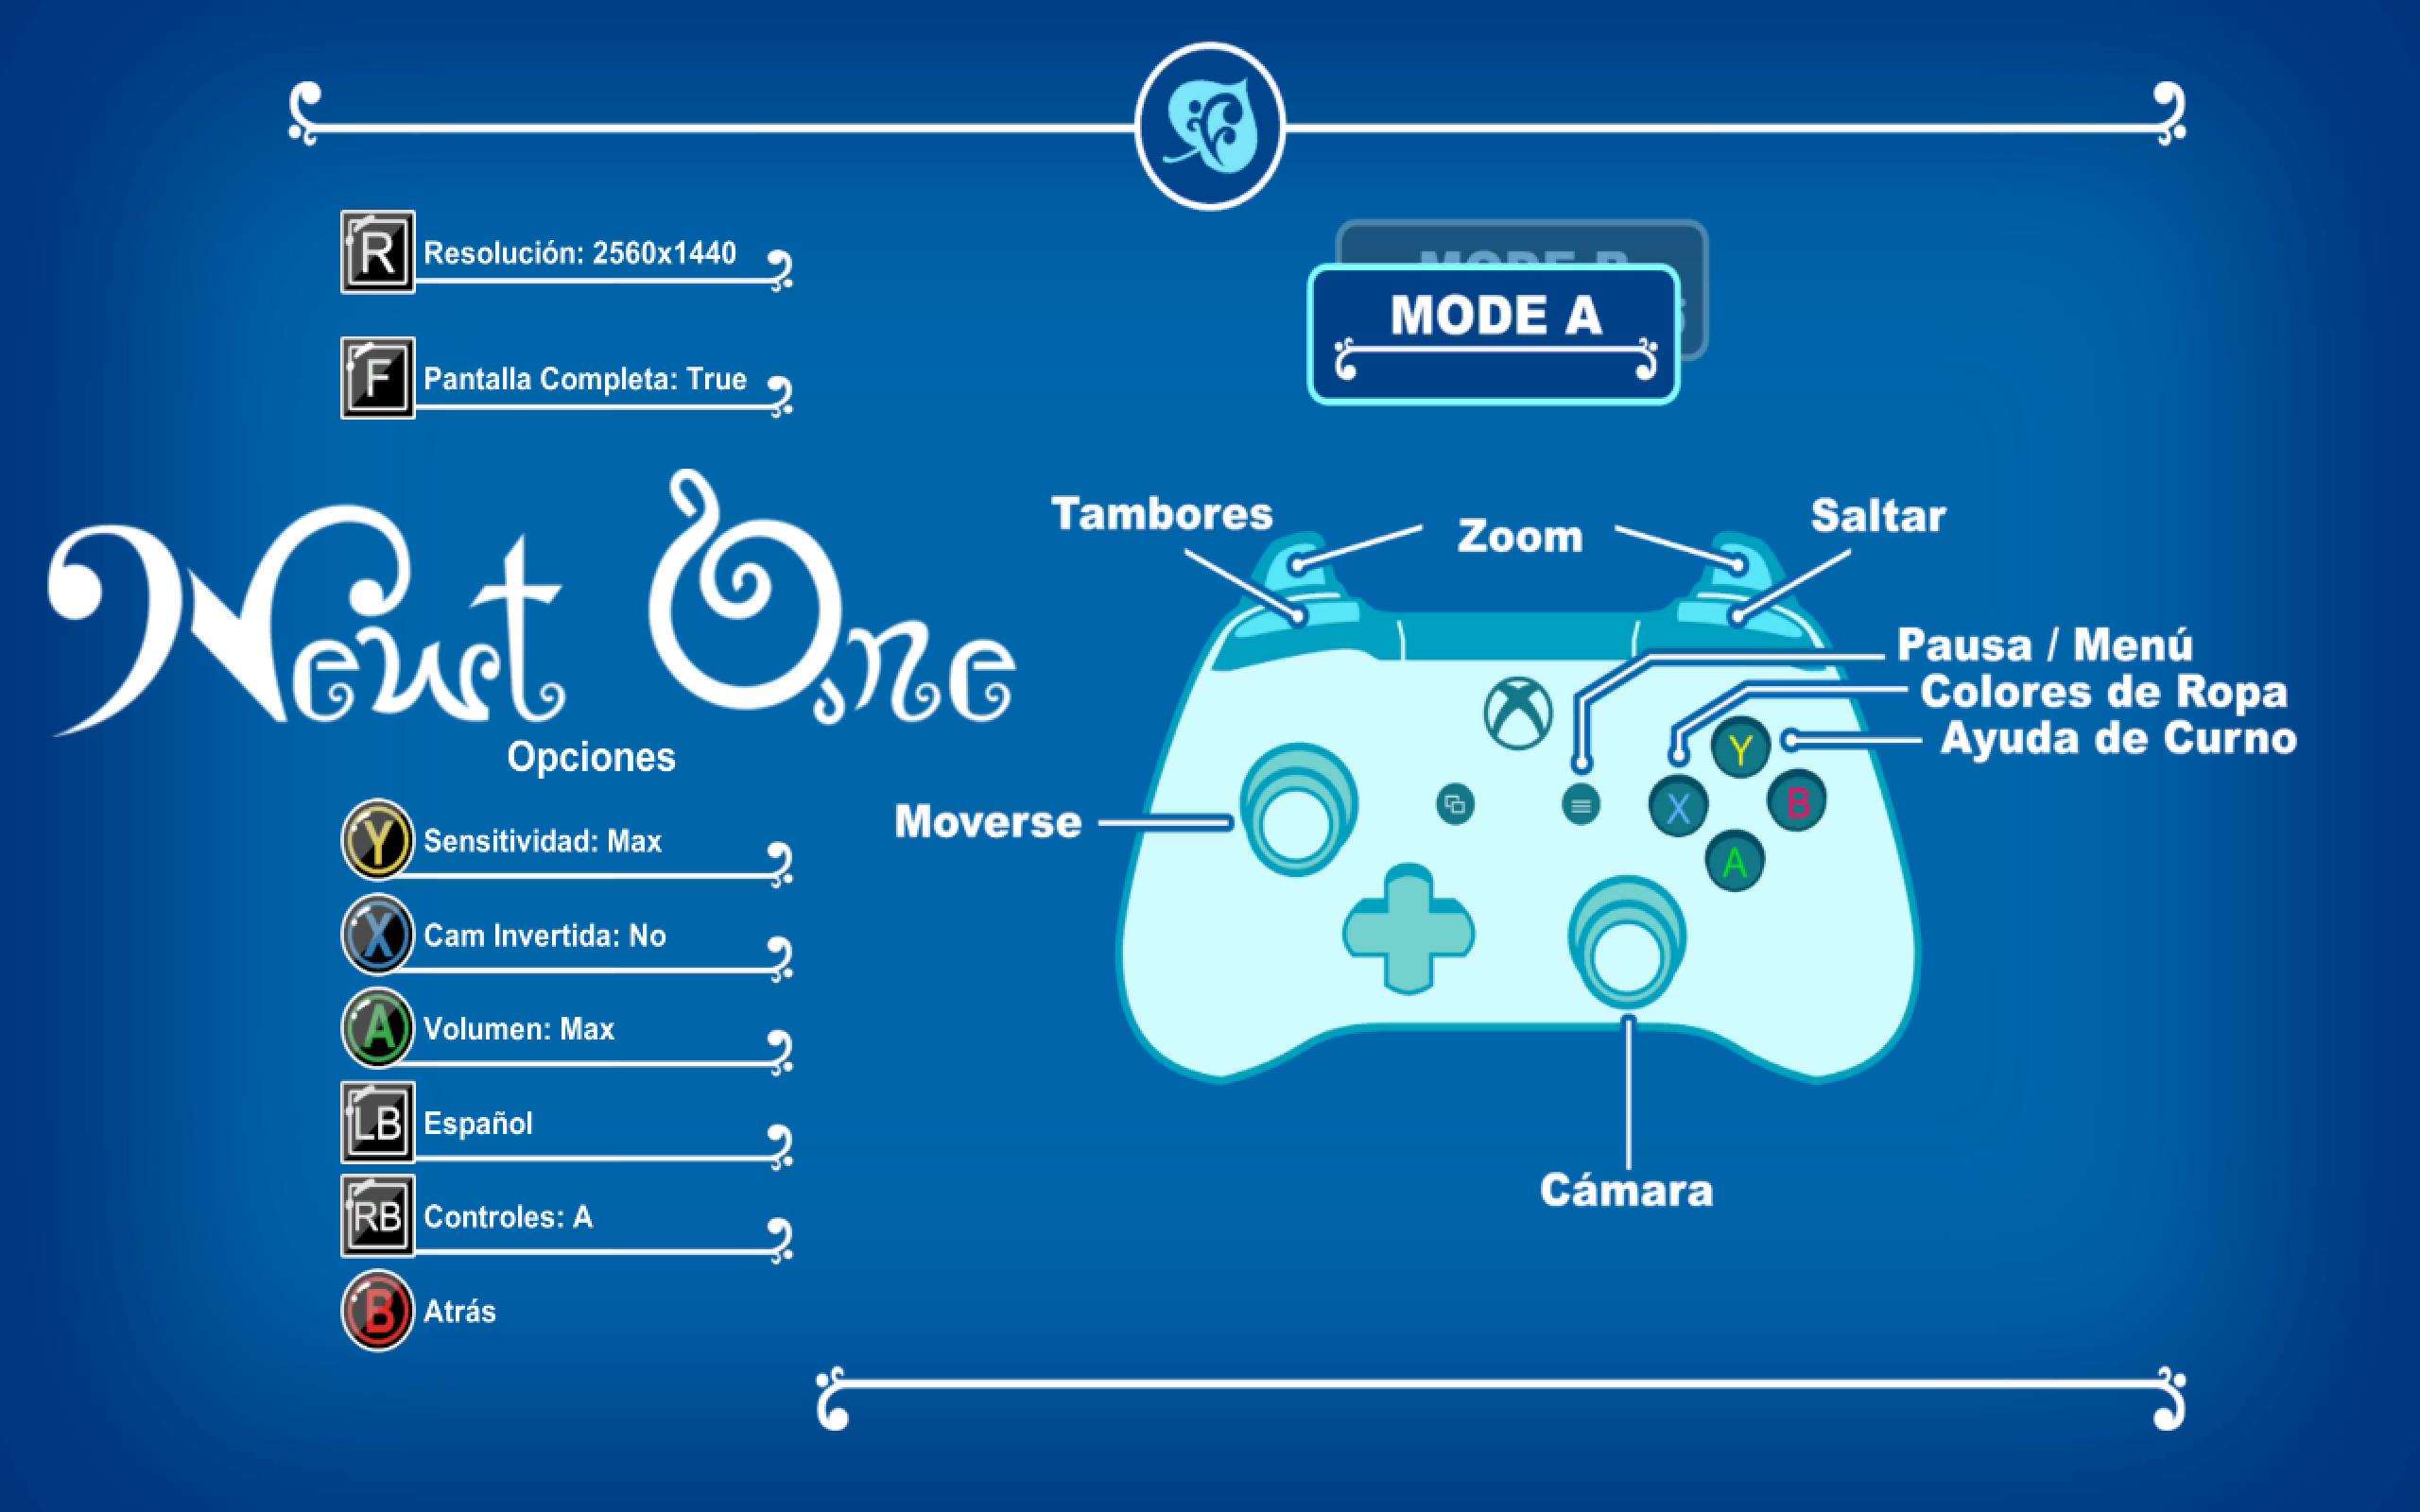 R Resolución: 2560x1440
F Pantalla Completa: True
Newt One
Opciones
Y Sensitividad: Max
X Cam Invertida: No
A Volumen: Max
LB Español
RB Controles: A
B Atrás
MODE B
MODE A
Tambores
Zoom
Saltar
Pausa / Menú
Colores de Ropa
Ayuda de Curno
Y
X
B
A
Moverse
Cámara